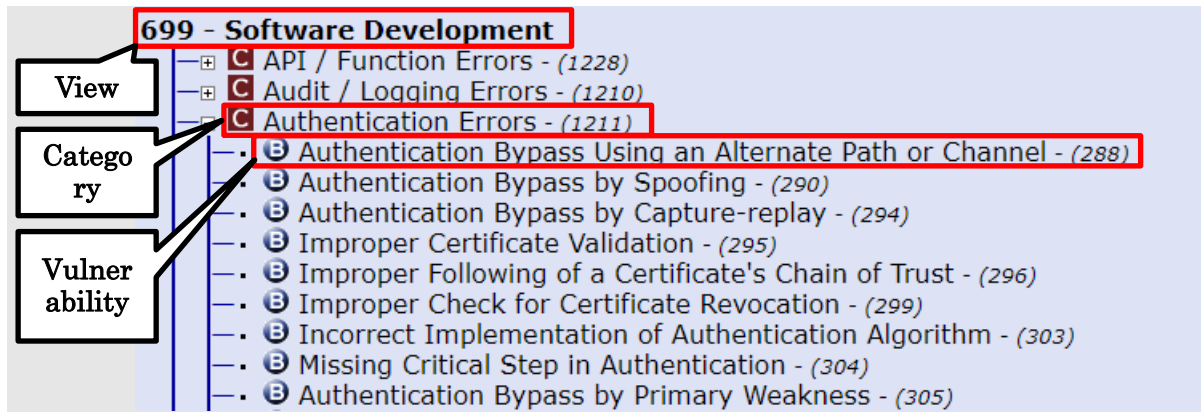 699 - Software Development
C API / Function Errors - (1228)
View
C Audit / Logging Errors - (1210)
C Authentication Errors - (1211)
Catego
ry
B Authentication Bypass Using an Alternate Path or Channel - (288)
B Authentication Bypass by Spoofing - (290)
B Authentication Bypass by Capture-replay - (294)
B Improper Certificate Validation - (295)
Vulner
ability
B Improper Following of a Certificate's Chain of Trust - (296)
B Improper Check for Certificate Revocation - (299)
B Incorrect Implementation of Authentication Algorithm - (303)
B Missing Critical Step in Authentication - (304)
B Authentication Bypass by Primary Weakness - (305)